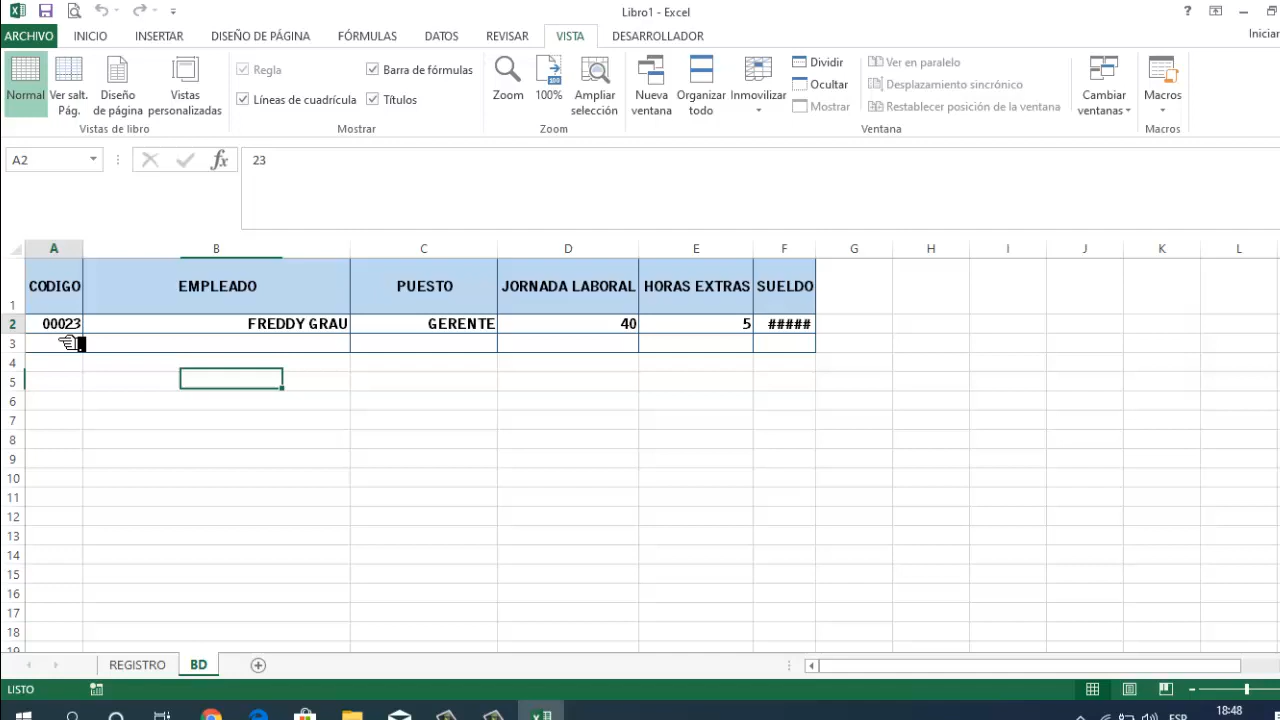 Libro1 - Excel
?
ARCHIVO INICIO INSERTAR DISEÑO DE PÁGINA FÓRMULAS DATOS REVISAR VISTA DESARROLLADOR Iniciar
Normal Ver salt. Pág. Diseño de página Vistas personalizadas
Vistas de libro
Regla Barra de fórmulas
Líneas de cuadrícula Títulos
Mostrar
Zoom 100% Ampliar selección
Zoom
Nueva ventana Organizar todo Inmovilizar
Dividir
Ocultar
Mostrar
Ver en paralelo
Desplazamiento sincrónico
Restablecer posición de la ventana
Cambiar ventanas
Ventana
Macros
Macros
A2 fx 23
A B C D E F G H I J K L
1 CODIGO EMPLEADO PUESTO JORNADA LABORAL HORAS EXTRAS SUELDO
2 00023 FREDDY GRAU GERENTE 40 5 #####
3
4
5
6
7
8
9
10
11
12
13
14
15
16
17
18
19
REGISTRO BD
LISTO
ESP 18:48